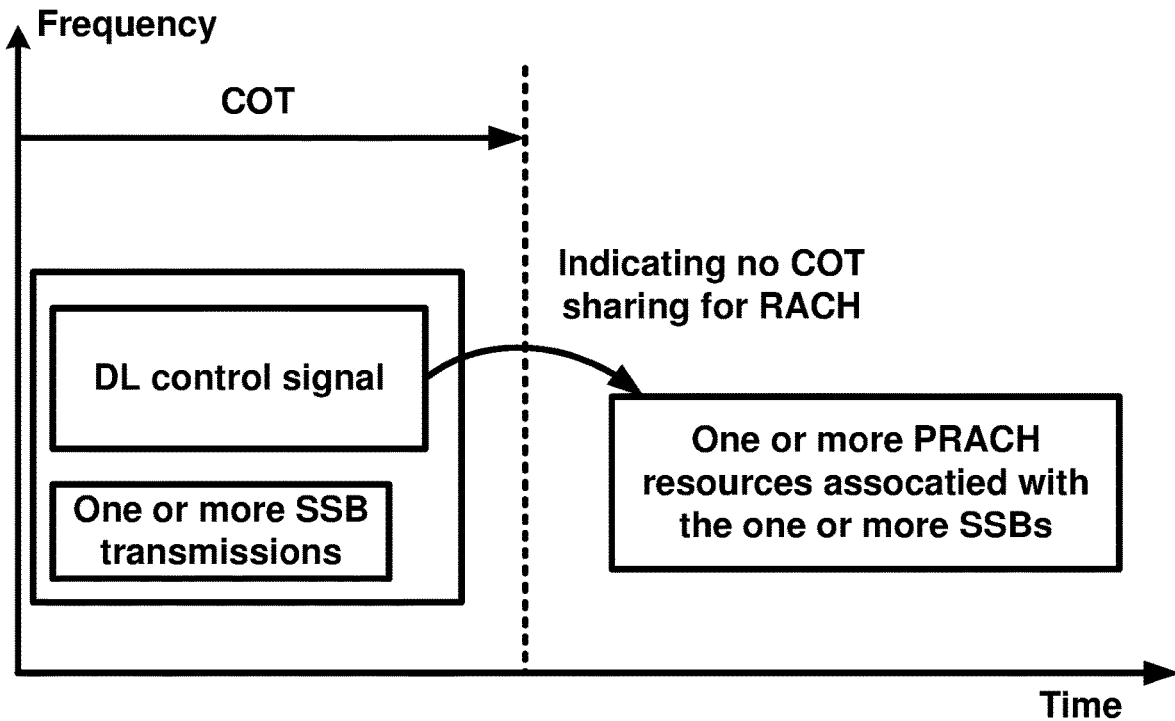 Frequency
COT
Indicating no COT
sharing for RACH
DL control signal
One or more SSB
transmissions
One or more PRACH
resources assocatied with
the one or more SSBs
Time